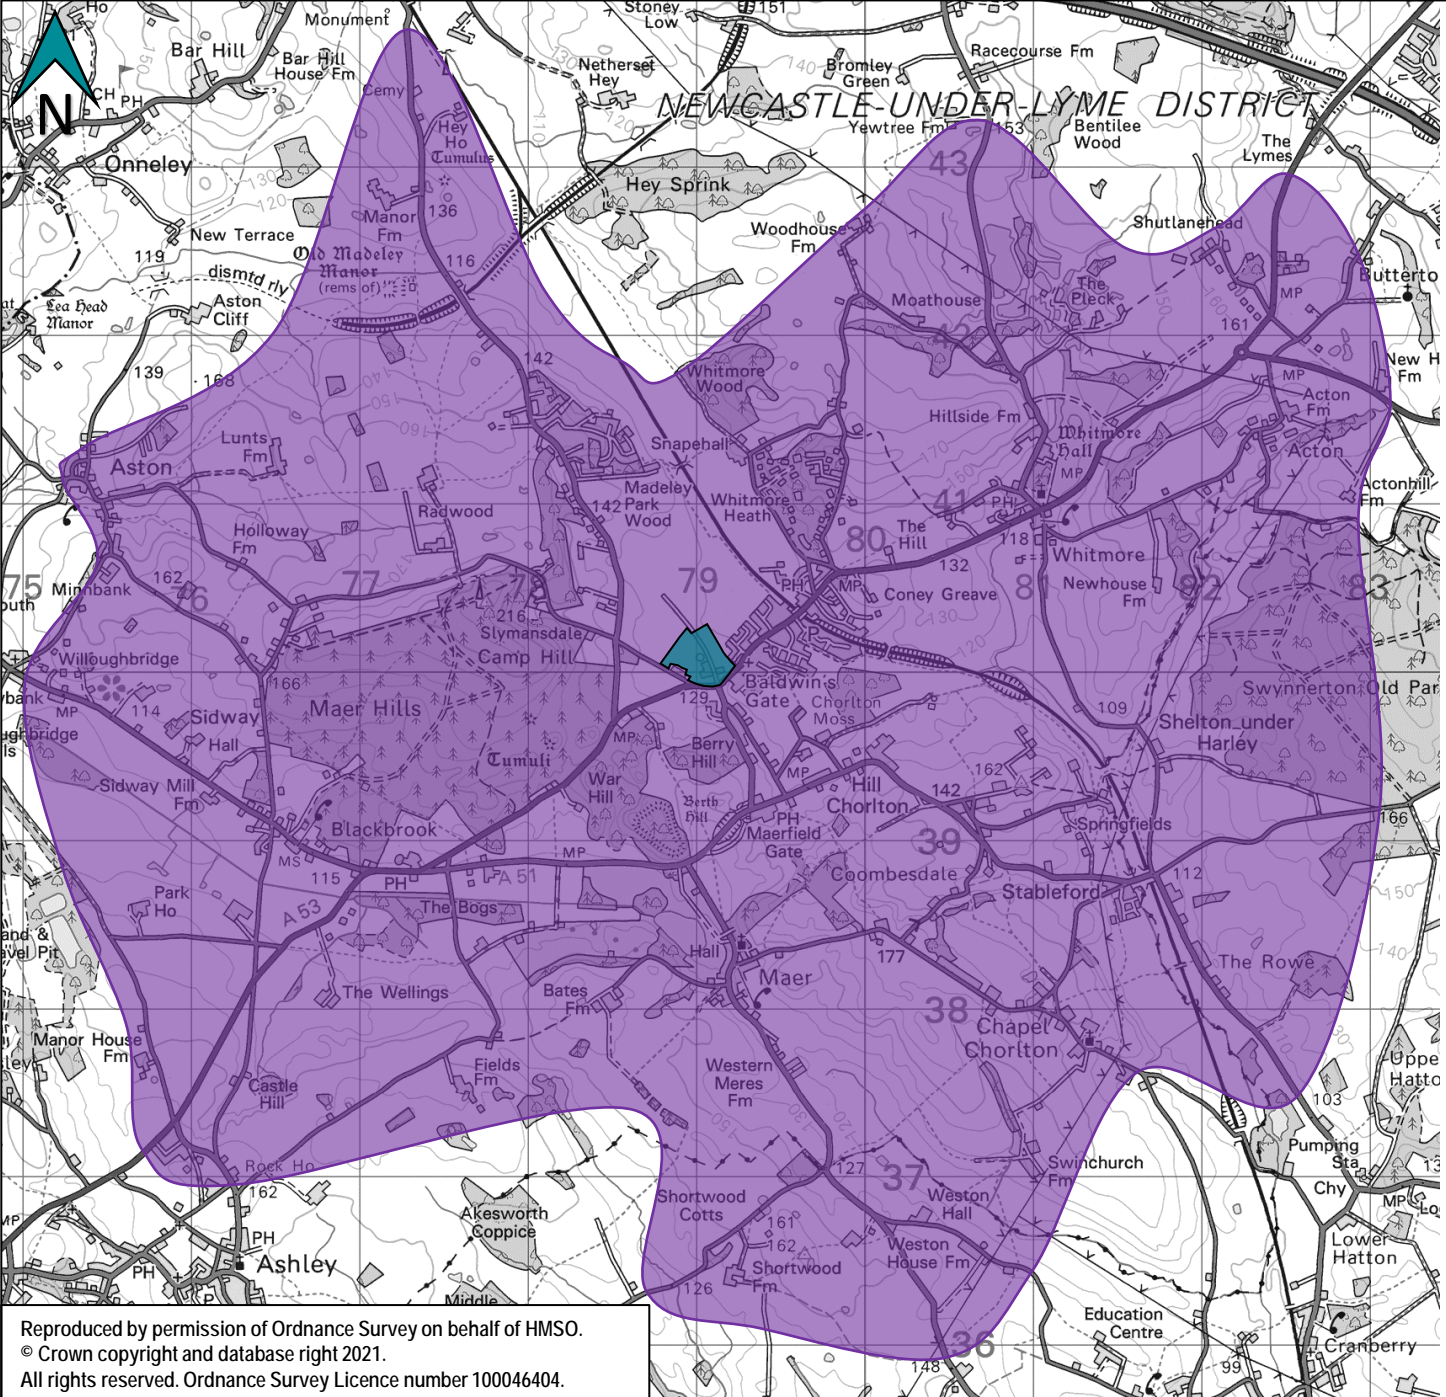 Ho
Monument
Stoney
Low
151
Bar Hill
Bar Hill
House Fm
Netherset
Hey
Bromley
Green
Racecourse Fm
CH
PH
N
Cemy
NEWCASTLE-UNDER-LYME DISTRICT
Yewtree Fm
153
Bentilee
Wood
The
Lymes
Onneley
Hey
Ho
Tumulus
43
Hey Sprink
136
Manor
Fm
New Terrace
Woodhouse
Fm
Shutlanehead
119
Old Madeley
Manor
(rems of)
116
dismtd rly
Lea Head
Manor
Aston
Cliff
Moathouse
The
Pleck
MP
161
42
139
168
142
Whitmore
Wood
New H
Fm
MP
Acton
Fm
Hillside Fm
Whitmore
Hall
Acton
Lunts
Fm
Aston
Snapehall
MP
Madeley
Park
Wood
142
Whitmore
Heath
41
PH
Actonhill
Fm
Radwood
Holloway
Fm
The
Hill
80
118
Whitmore
132
75
Minnbank
162
76
77
78
79
PH
MP
Coney Greave
81
Newhouse
Fm
82
83
216
Slymansdale
Camp Hill
Willoughbridge
166
Baldwin's
Gate
Chorlton
Moss
Swynnerton Old Par
MP
114
Maer Hills
129
109
Sidway
Hall
Shelton under
Harley
MP
Berry
Hill
Tumuli
War
Hill
MP
Sidway Mill
Fm
Hill
Chorlton
162
142
Berth
Hill
PH
Maerfield
Gate
Springfields
166
Blackbrook
39
MS
MP
115
PH
A 51
Coombesdale
Stableford
112
Park
Ho
A 53
The Bogs
Hall
177
The Rowe
Maer
The Wellings
Bates
Fm
38
Chapel
Chorlton
Manor House
Fm
Fields
Fm
Western
Meres
Fm
Castle
Hill
103
Pumping
Sta
Rock Ho
162
127
37
Swinchurch
Fm
Shortwood
Cotts
Weston
Hall
Chy
MP
Akesworth
Coppice
161
162
Weston
House Fm
Lower
Hatton
PH
Ashley
PH
Shortwood
Fm
126
Middle
Education
Centre
36
148
99
Cranberry
Reproduced by permission of Ordnance Survey on behalf of HMSO.
© Crown copyright and database right 2021.
All rights reserved. Ordnance Survey Licence number 100046404.